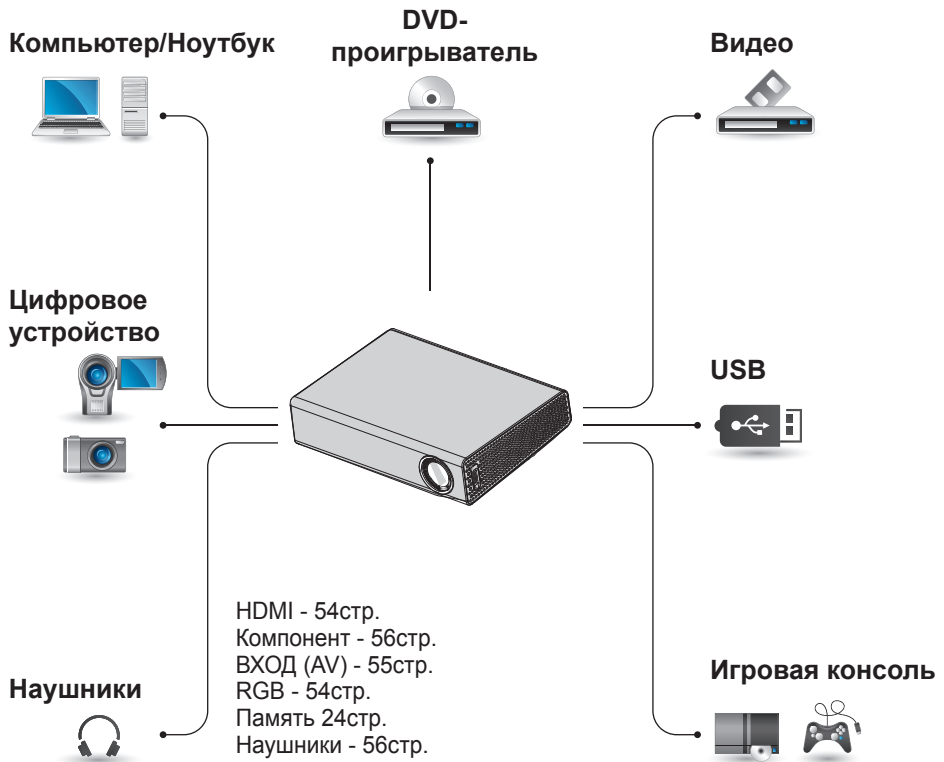 Компьютер/Ноутбук
DVD-
проигрыватель
Видео
Цифровое
устройство
USB
HDMI - 54стр.
Компонент - 56стр.
ВХОД (AV) - 55стр.
RGB - 54стр.
Память 24стр.
Наушники - 56стр.
Наушники
Игровая консоль